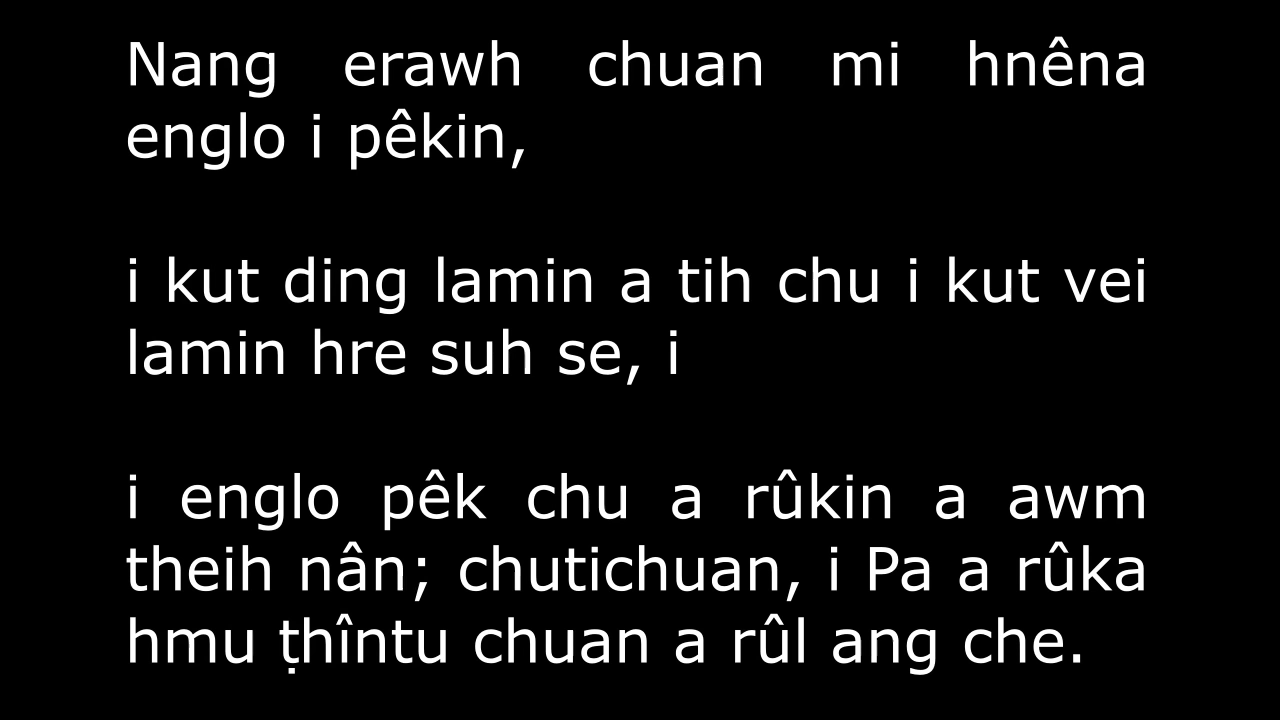 Nang erawh chuan mi hnêna
englo i pêkin,
i kut ding lamin a tih chu i kut vei
lamin hre suh se, i
i englo pêk chu a rûkin a awm
theih nân; chutichuan, i Pa a rûka
hmu ṭhîntu chuan a rûl ang che.